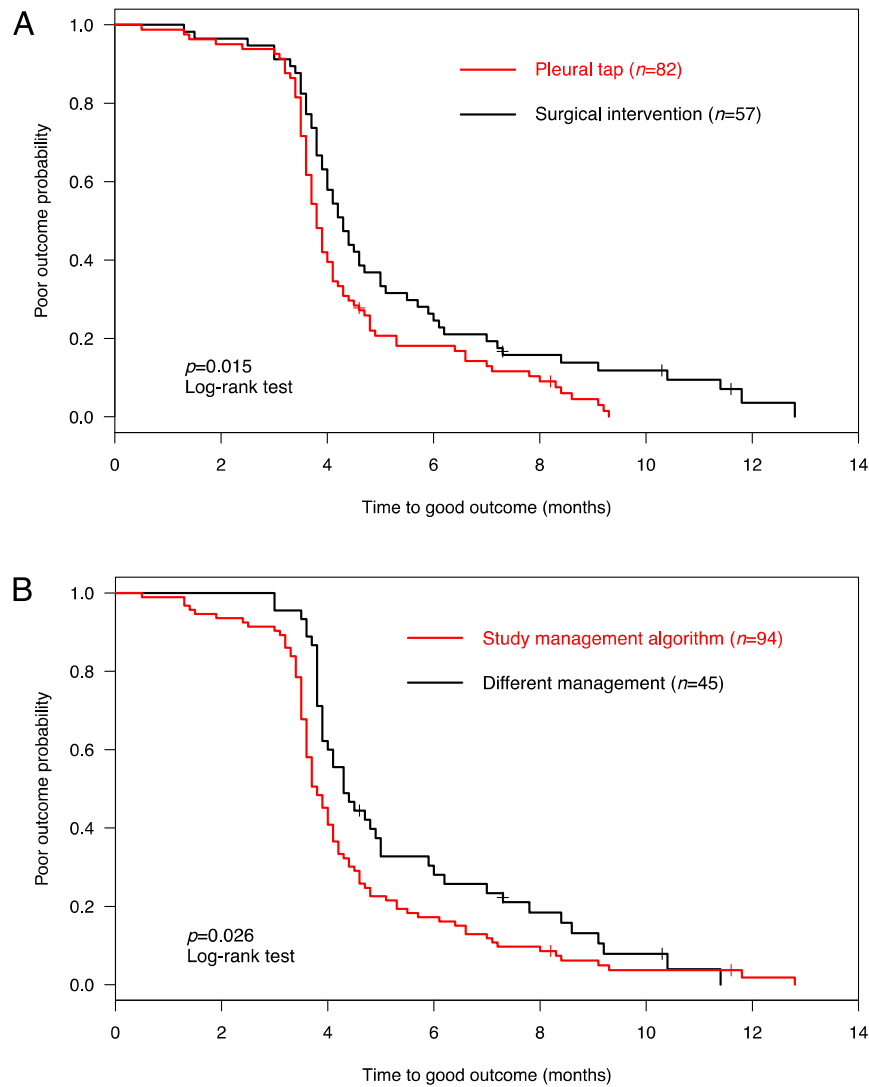 A
Pleural tap (n=82)
Surgical intervention (n=57)
Poor outcome probability
1.0
0.8
0.6
0.4
0.2
0.0
p=0.015
Log-rank test
0 2 4 6 8 10 12 14
Time to good outcome (months)
B
Study management algorithm (n=94)
Different management (n=45)
Poor outcome probability
1.0
0.8
0.6
0.4
0.2
0.0
p=0.026
Log-rank test
0 2 4 6 8 10 12 14
Time to good outcome (months)